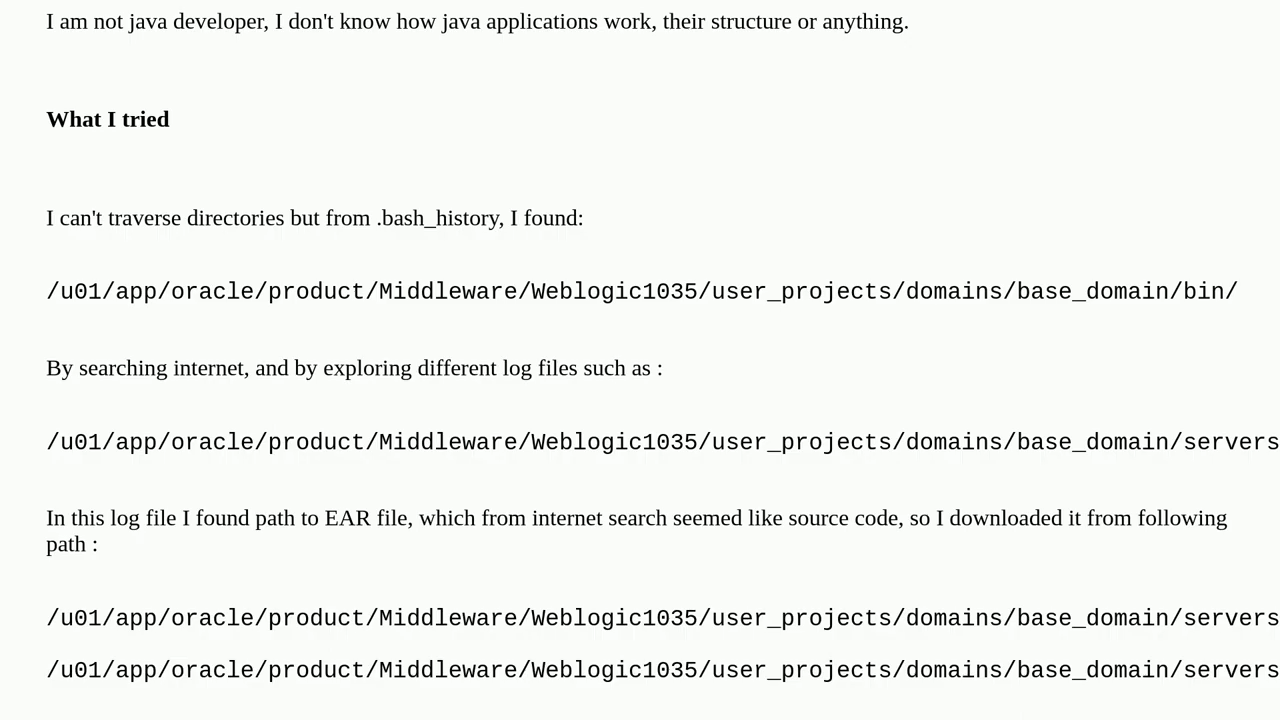 I am not java developer, I don't know how java applications work, their structure or anything.
What I tried
I can't traverse directories but from .bash_history, I found:
/u01/app/oracle/product/Middleware/Weblogic1035/user_projects/domains/base_domain/bin/
By searching internet, and by exploring different log files such as :
/u01/app/oracle/product/Middleware/Weblogic1035/user_projects/domains/base_domain/servers
In this log file I found path to EAR file, which from internet search seemed like source code, so I downloaded it from following
path :
/u01/app/oracle/product/Middleware/Weblogic1035/user_projects/domains/base_domain/servers
/u01/app/oracle/product/Middleware/Weblogic1035/user_projects/domains/base_domain/servers